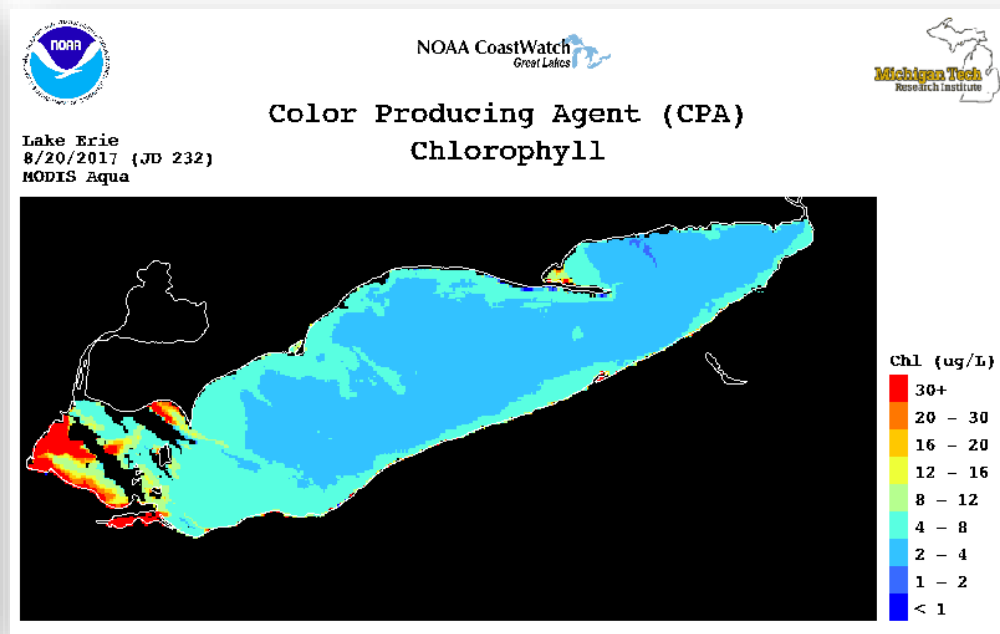 NOAA
NOAA CoastWatch
Great Lakes
Michigan Tech
Research Institute
Color Producing Agent (CPA)
Chlorophyll
Lake Erie
8/20/2017 (JD 232)
MODIS Aqua
Chl (ug/L)
30+
20 - 30
16 - 20
12 - 16
8 - 12
4 - 8
2 - 4
1 - 2
< 1